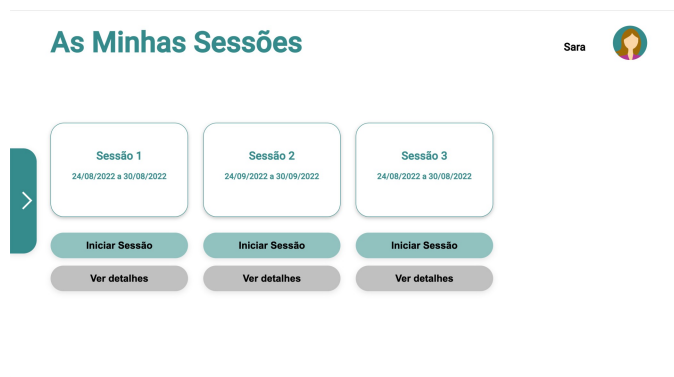 As Minhas Sessões
Sara
Sessão 1
24/08/2022 a 30/08/2022
Iniciar Sessão
Ver detalhes
Sessão 2
24/09/2022 a 30/09/2022
Iniciar Sessão
Ver detalhes
Sessão 3
24/08/2022 a 30/08/2022
Iniciar Sessão
Ver detalhes